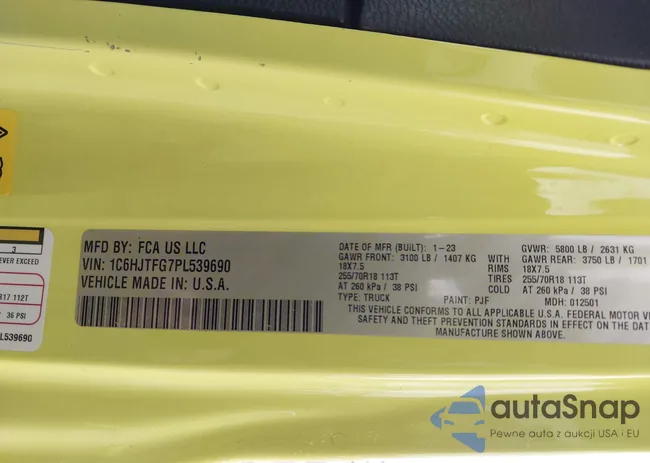 3
EVER EXCEED
R17 112T
36 PSI
L539690
MFD BY: FCA US LLC
VIN: 1C6HJTFG7PL539690
VEHICLE MADE IN: U.S.A.
DATE OF MFR (BUILT): 1-23
GVWR: 5800 LB / 2631 KG
GAWR FRONT: 3100 LB / 1407 KG WITH GAWR REAR: 3750 LB / 1701
18X7.5 RIMS 18X7.5
255/70R18 113T TIRES 255/70R18 113T
AT 260 kPa / 38 PSI COLD AT 260 kPa / 38 PSI
TYPE: TRUCK PAINT: PJF MDH: 012501
THIS VEHICLE CONFORMS TO ALL APPLICABLE U.S.A. FEDERAL MOTOR VE
SAFETY AND THEFT PREVENTION STANDARDS IN EFFECT ON THE DATE OF
MANUFACTURE SHOWN ABOVE.
autaSnap
Pewne auta z aukcji USA i EU